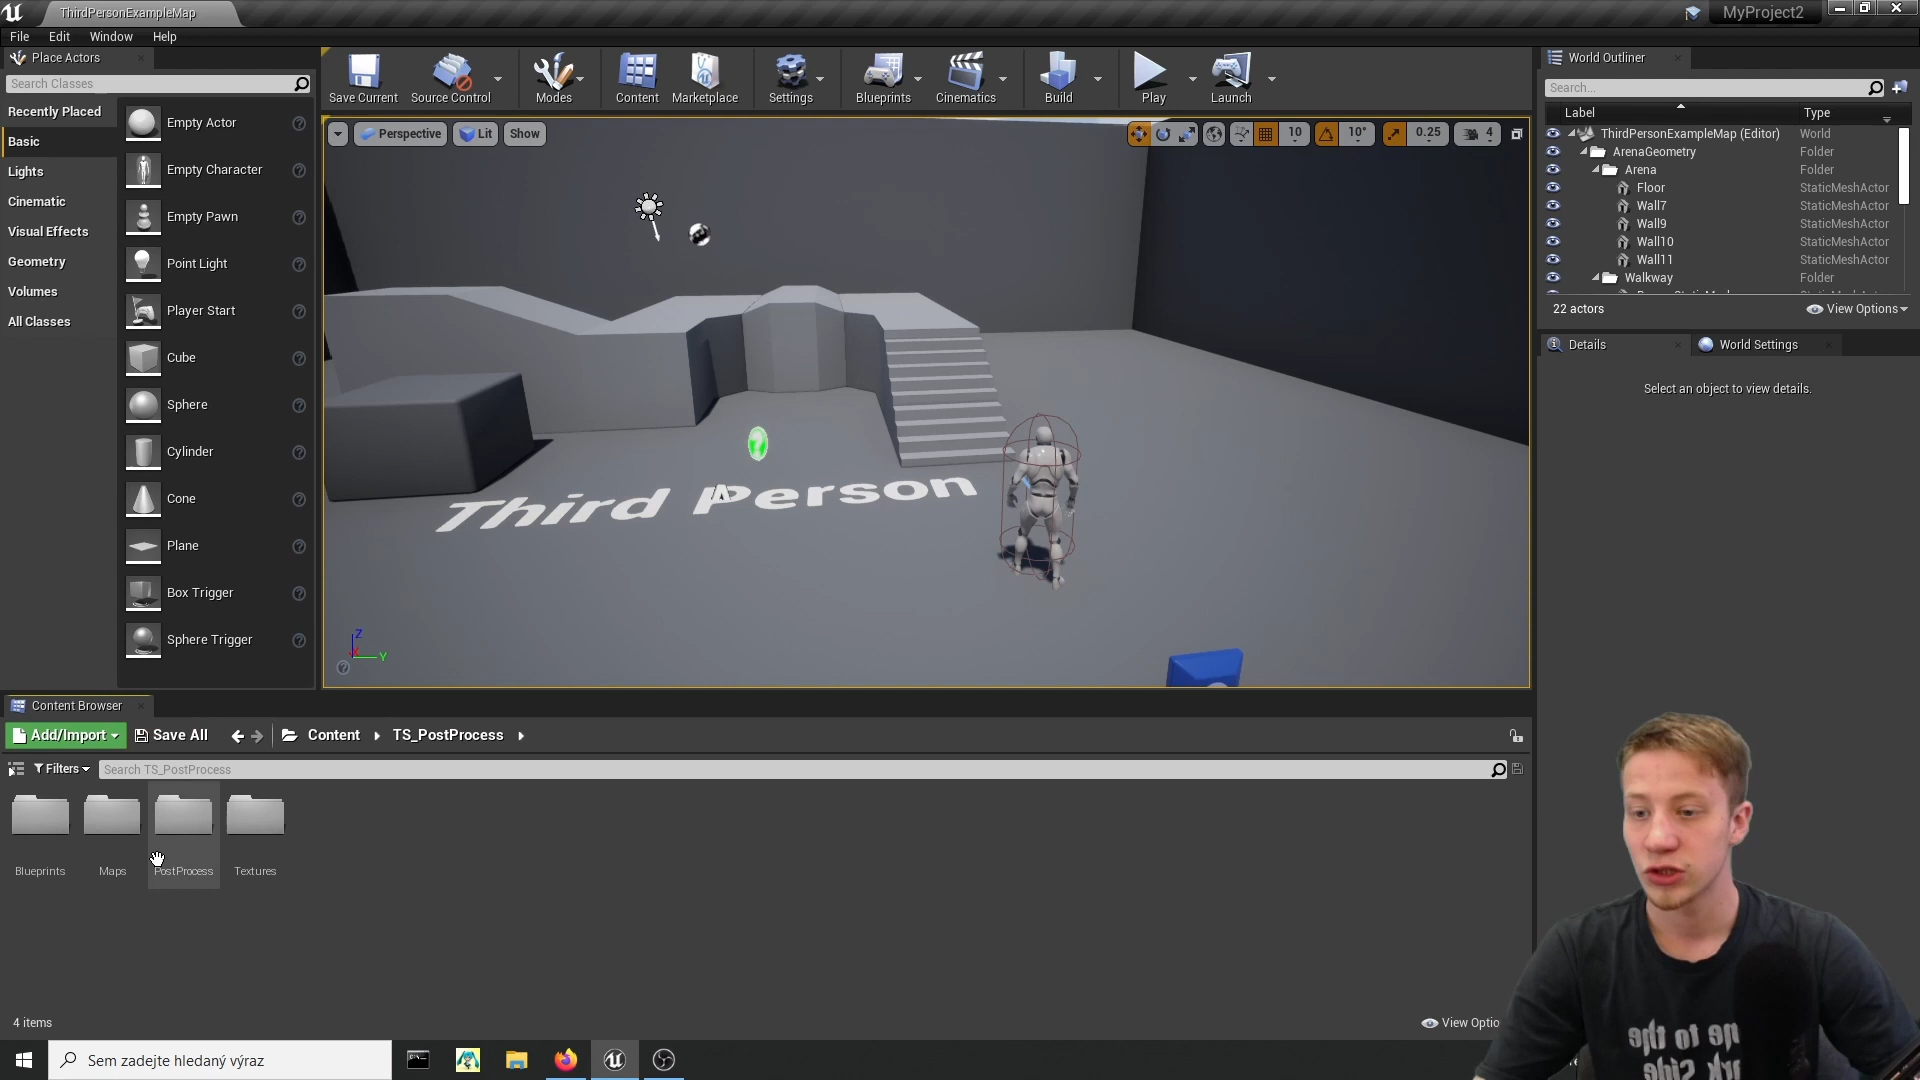 ThirdPersonExampleMap
MyProject2
File Edit Window Help
Place Actors
Search Classes
Recently Placed
Basic
Lights
Cinematic
Visual Effects
Geometry
Volumes
All Classes
Empty Actor
Empty Character
Empty Pawn
Point Light
Player Start
Cube
Sphere
Cylinder
Cone
Plane
Box Trigger
Sphere Trigger
Save Current Source Control Modes Content Marketplace Settings Blueprints Cinematics Build Play Launch
Perspective Lit Show
10 10° 0.25 4
Third Person
Z
Y
World Outliner
Search...
Label Type
ThirdPersonExampleMap (Editor) World
ArenaGeometry Folder
Arena Folder
Floor StaticMeshActor
Wall7 StaticMeshActor
Wall9 StaticMeshActor
Wall10 StaticMeshActor
Wall11 StaticMeshActor
Walkway Folder
22 actors View Options
Details World Settings
Select an object to view details.
Content Browser
Add/Import Save All Content TS_PostProcess
Filters Search TS_PostProcess
Blueprints Maps PostProcess Textures
4 items View Optio
Sem zadejte hledaný výraz
me to the
rk Side